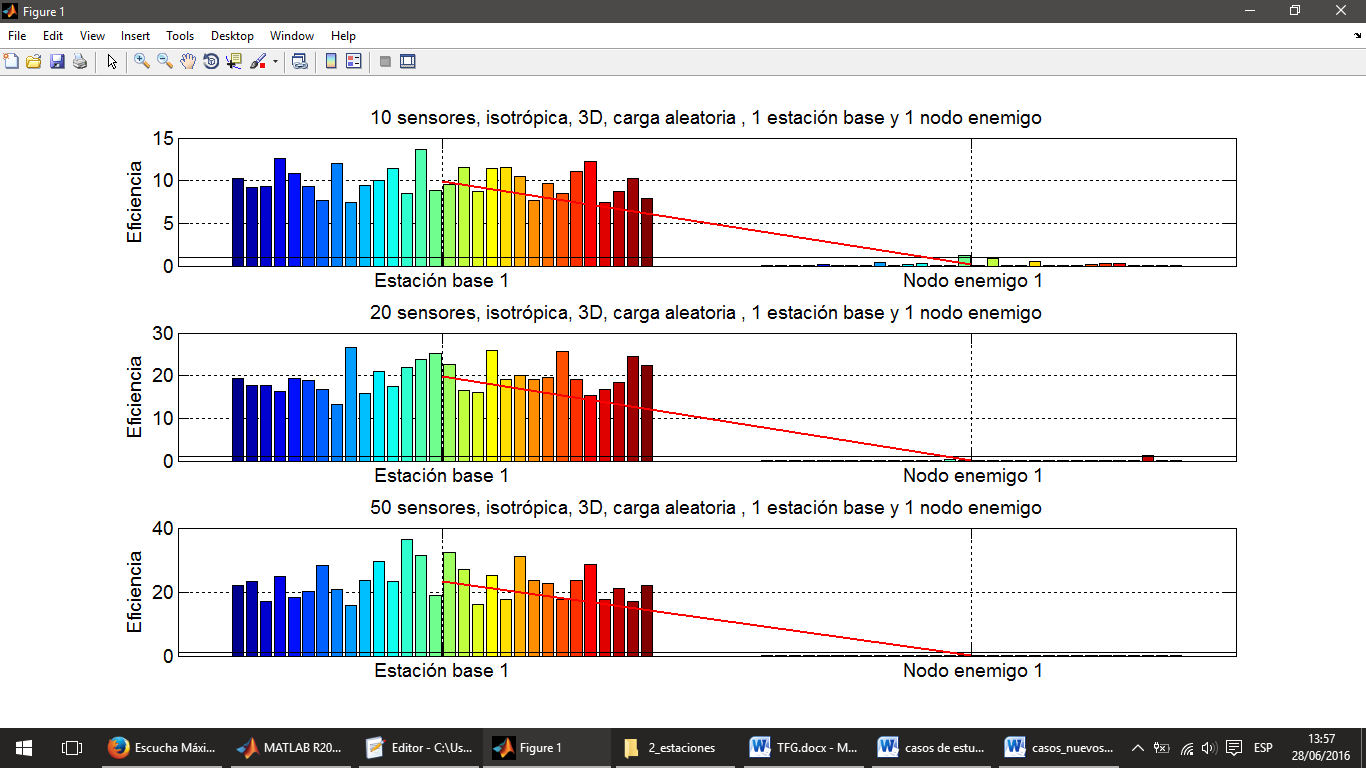 Figure 1
File Edit View Insert Tools Desktop Window Help
10 sensores, isotrópica, 3D, carga aleatoria , 1 estación base y 1 nodo enemigo
15
10
5
0
Eficiencia
Estación base 1 Nodo enemigo 1
20 sensores, isotrópica, 3D, carga aleatoria , 1 estación base y 1 nodo enemigo
30
20
10
0
Eficiencia
Estación base 1 Nodo enemigo 1
50 sensores, isotrópica, 3D, carga aleatoria , 1 estación base y 1 nodo enemigo
40
20
0
Eficiencia
Estación base 1 Nodo enemigo 1
Escucha Máxi... MATLAB R20... Editor - C:\Us... Figure 1 2_estaciones TFG.docx - M... casos de estu... casos_nuevos... ESP 13:57
28/06/2016